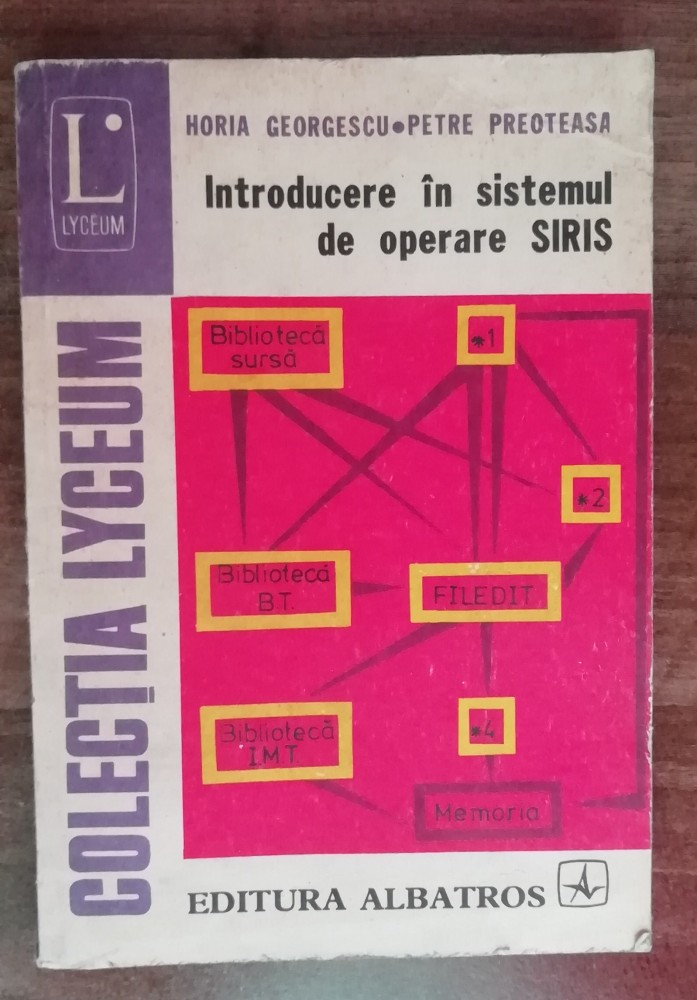 L
LYCEUM
HORIA GEORGESCU•PETRE PREOTEASA
Introducere în sistemul
de operare SIRIS
COLECȚIA LYCEUM
Bibliotecă
sursă
*1
*2
Bibliotecă
B.T.
FILEDIT
Bibliotecă
I.M.T.
*4
Memoria
EDITURA ALBATROS